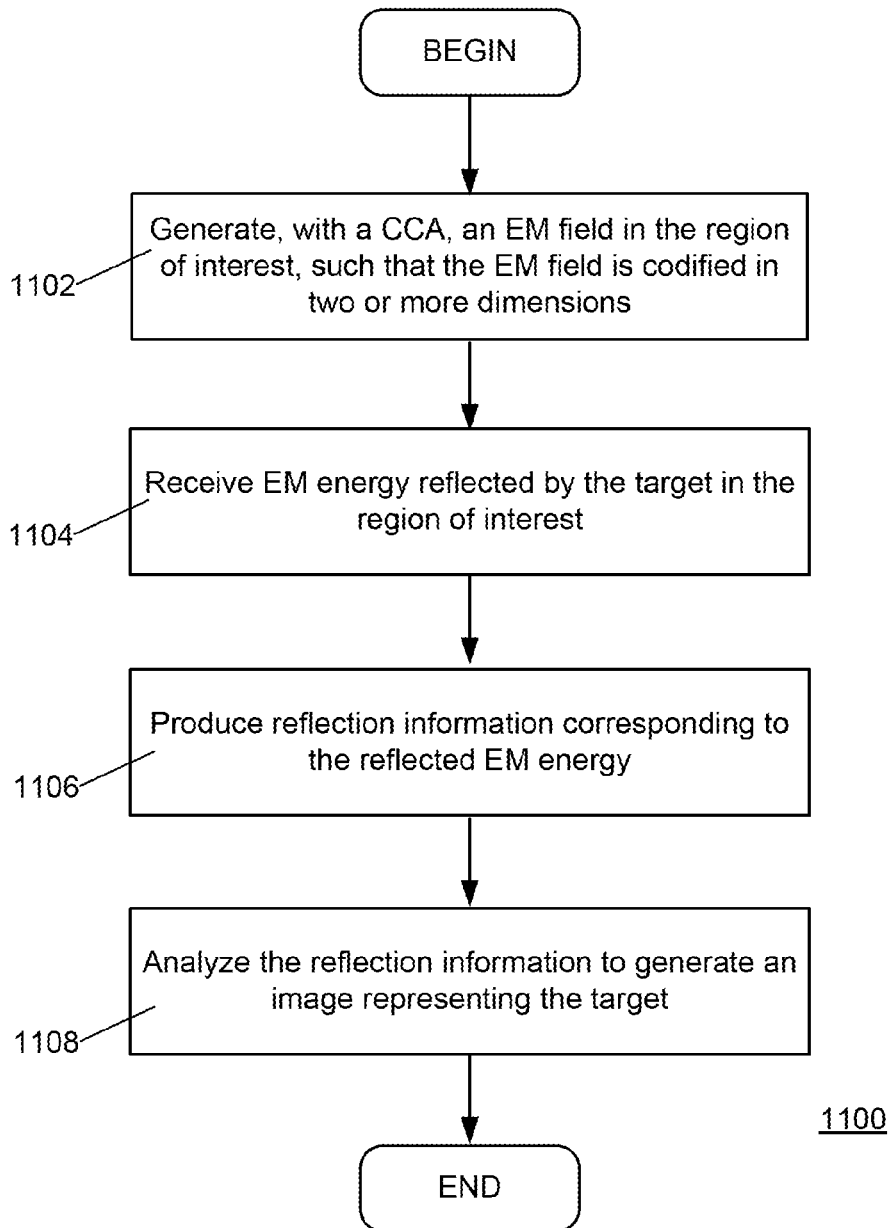 BEGIN
Generate, with a CCA, an EM field in the region
of interest, such that the EM field is codified in
two or more dimensions
1102
Receive EM energy reflected by the target in the
region of interest
1104
Produce reflection information corresponding to
the reflected EM energy
1106
Analyze the reflection information to generate an
image representing the target
1108
1100
END